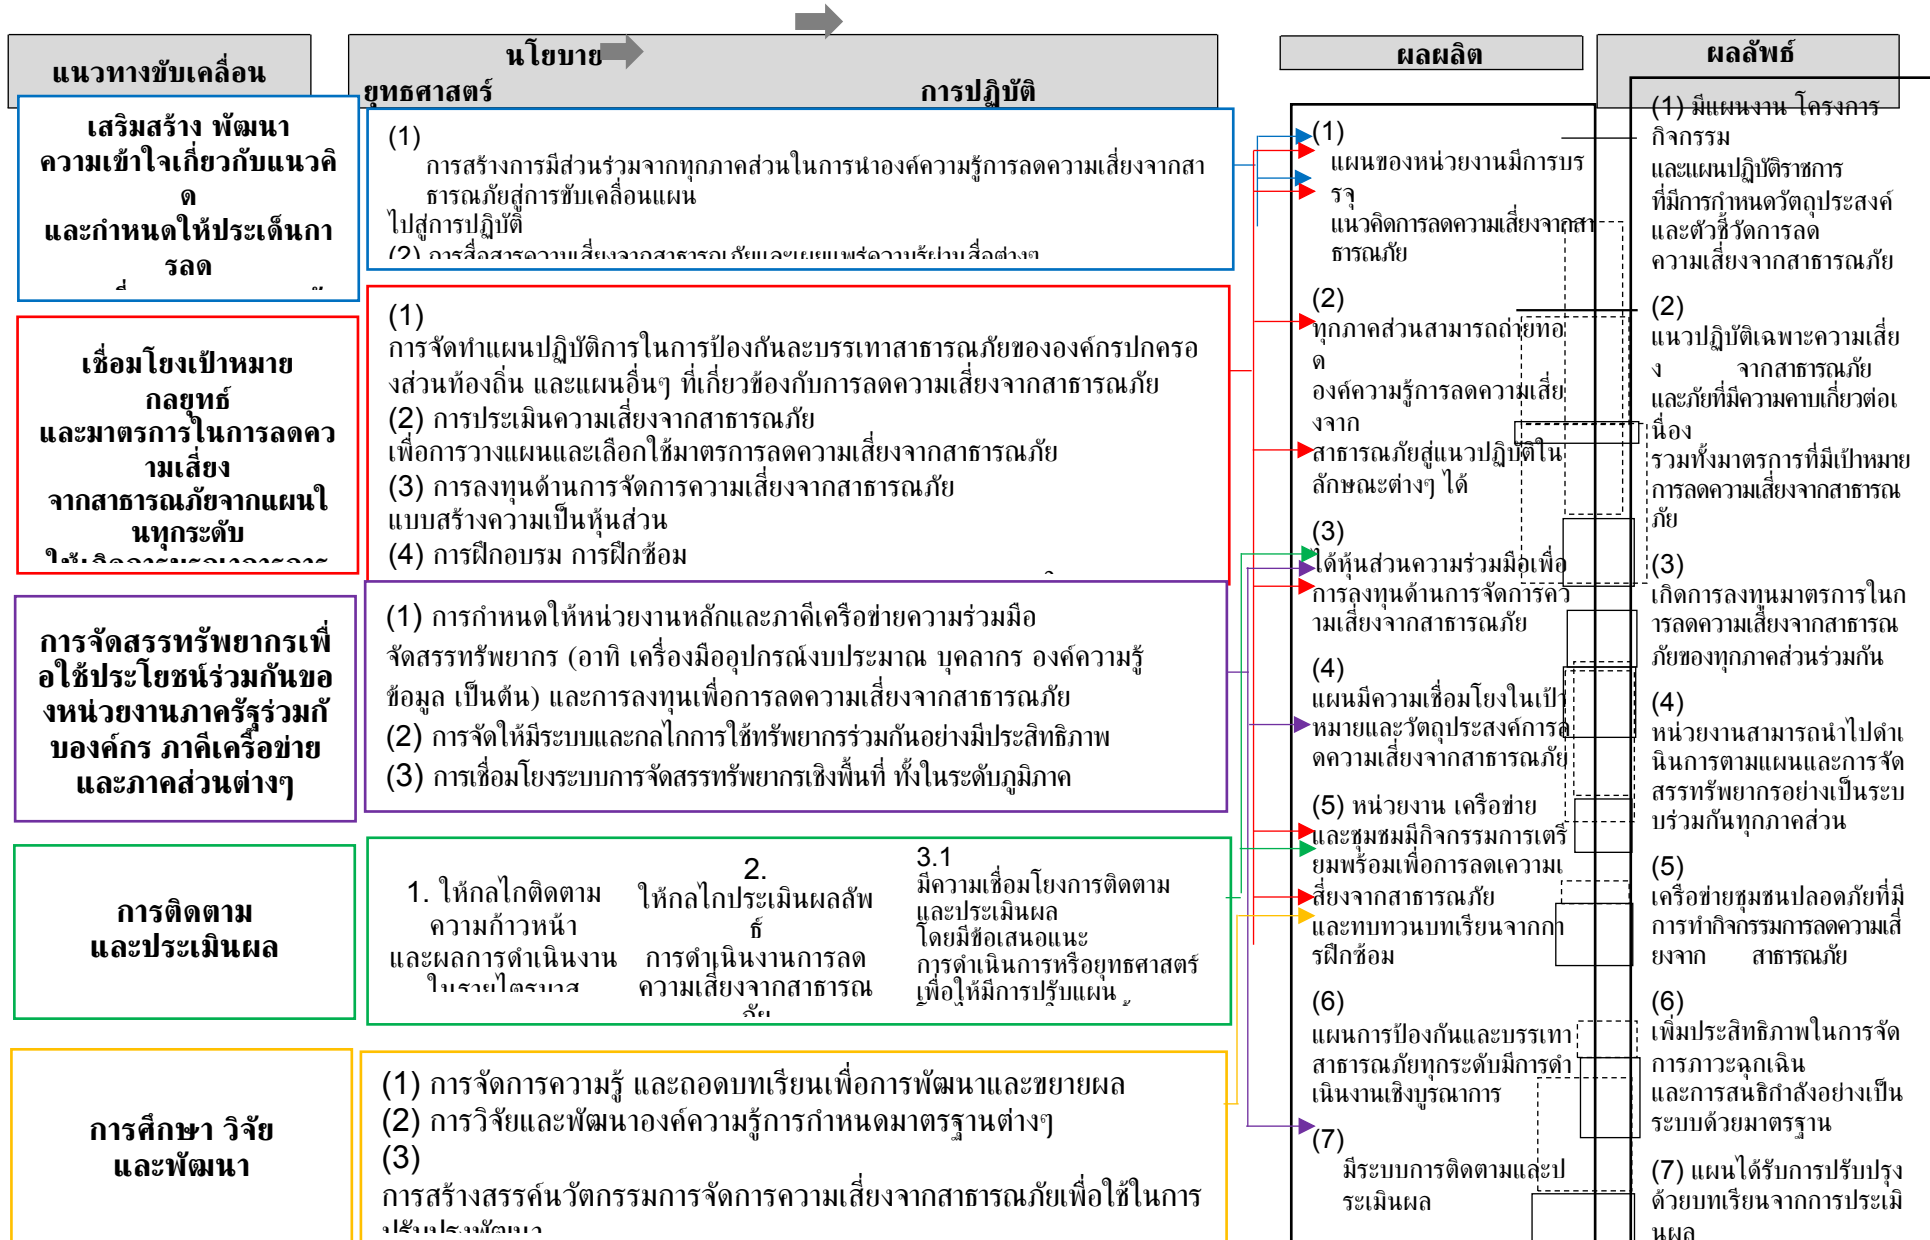 แนวทางขับเคลื่อน
นโยบาย
ยุทธศาสตร์
การปฏิบัติ
ผลผลิต
ผลลัพธ์
เสริมสร้าง พัฒนา
ความเข้าใจเกี่ยวกับแนวคิ
ด
และกำหนดให้ประเด็นกา
รลด
(1)
การสร้างการมีส่วนร่วมจากทุกภาคส่วนในการนำองค์ความรู้การลดความเสี่ยงจากสา
ธารณภัยสู่การขับเคลื่อนแผน
ไปสู่การปฏิบัติ
(2) การสื่อสารความเสี่ยงจากสาธารณภัยและเผยแพร่ความรู้ผ่านสื่อต่างๆ
เชื่อมโยงเป้าหมาย
กลยุทธ์
และมาตรการในการลดคว
ามเสี่ยง
จากสาธารณภัยจากแผนใ
นทุกระดับ
(1)
การจัดทำแผนปฏิบัติการในการป้องกันละบรรเทาสาธารณภัยขององค์กรปกครอ
งส่วนท้องถิ่น และแผนอื่นๆ ที่เกี่ยวข้องกับการลดความเสี่ยงจากสาธารณภัย
(2) การประเมินความเสี่ยงจากสาธารณภัย
เพื่อการวางแผนและเลือกใช้มาตรการลดความเสี่ยงจากสาธารณภัย
(3) การลงทุนด้านการจัดการความเสี่ยงจากสาธารณภัย
แบบสร้างความเป็นหุ้นส่วน
(4) การฝึกอบรม การฝึกซ้อม
การจัดสรรทรัพยากรเพื่
อใช้ประโยชน์ร่วมกันขอ
งหน่วยงานภาครัฐร่วมกั
บองค์กร ภาคีเครือข่าย
และภาคส่วนต่างๆ
(1) การกำหนดให้หน่วยงานหลักและภาคีเครือข่ายความร่วมมือ
จัดสรรทรัพยากร (อาทิ เครื่องมืออุปกรณ์งบประมาณ บุคลากร องค์ความรู้
ข้อมูล เป็นต้น) และการลงทุนเพื่อการลดความเสี่ยงจากสาธารณภัย
(2) การจัดให้มีระบบและกลไกการใช้ทรัพยากรร่วมกันอย่างมีประสิทธิภาพ
(3) การเชื่อมโยงระบบการจัดสรรทรัพยากรเชิงพื้นที่ ทั้งในระดับภูมิภาค
การติดตาม
และประเมินผล
1. ให้กลไกติดตาม
ความก้าวหน้า
และผลการดำเนินงาน
ในรายไตรมาส
2.
ให้กลไกประเมินผลลัพ
ธ์
การดำเนินงานการลด
ความเสี่ยงจากสาธารณ
ภัย
3.1
มีความเชื่อมโยงการติดตาม
และประเมินผล
โดยมีข้อเสนอแนะ
การดำเนินการหรือยุทธศาสตร์
เพื่อให้มีการปรับแผน
การศึกษา วิจัย
และพัฒนา
(1) การจัดการความรู้ และถอดบทเรียนเพื่อการพัฒนาและขยายผล
(2) การวิจัยและพัฒนาองค์ความรู้การกำหนดมาตรฐานต่างๆ
(3)
การสร้างสรรค์นวัตกรรมการจัดการความเสี่ยงจากสาธารณภัยเพื่อใช้ในการ
ปรับปรุงพัฒนา
(1)
แผนของหน่วยงานมีการบร
รจุ
แนวคิดการลดความเสี่ยงจากสา
ธารณภัย
(2)
ทุกภาคส่วนสามารถถ่ายทอ
ด
องค์ความรู้การลดความเสี่ย
งจาก
สาธารณภัยสู่แนวปฏิบัติใน
ลักษณะต่างๆ ได้
(3)
ได้หุ้นส่วนความร่วมมือเพื่อ
การลงทุนด้านการจัดการคว
ามเสี่ยงจากสาธารณภัย
(4)
แผนมีความเชื่อมโยงในเป้า
หมายและวัตถุประสงค์การล
ดความเสี่ยงจากสาธารณภัย
(5) หน่วยงาน เครือข่าย
และชุมชมมีกิจกรรมการเตรี
ยมพร้อมเพื่อการลดเความเ
สี่ยงจากสาธารณภัย
และทบทวนบทเรียนจากกา
รฝึกซ้อม
(6)
แผนการป้องกันและบรรเทา
สาธารณภัยทุกระดับมีการดำ
เนินงานเชิงบูรณาการ
(7)
มีระบบการติดตามและป
ระเมินผล
(1) มีแผนงาน โครงการ
กิจกรรม
และแผนปฏิบัติราชการ
ที่มีการกำหนดวัตถุประสงค์
และตัวชี้วัดการลด
ความเสี่ยงจากสาธารณภัย
(2)
แนวปฏิบัติเฉพาะความเสี่ย
ง จากสาธารณภัย
และภัยที่มีความคาบเกี่ยวต่อเ
นื่อง
รวมทั้งมาตรการที่มีเป้าหมาย
การลดความเสี่ยงจากสาธารณ
ภัย
(3)
เกิดการลงทุนมาตรการในก
ารลดความเสี่ยงจากสาธารณ
ภัยของทุกภาคส่วนร่วมกัน
(4)
หน่วยงานสามารถนำไปดำเ
นินการตามแผนและการจัด
สรรทรัพยากรอย่างเป็นระบ
บร่วมกันทุกภาคส่วน
(5)
เครือข่ายชุมชนปลอดภัยที่มี
การทำกิจกรรมการลดความเสี่
ยงจาก สาธารณภัย
(6)
เพิ่มประสิทธิภาพในการจัด
การภาวะฉุกเฉิน
และการสนธิกำลังอย่างเป็น
ระบบด้วยมาตรฐาน
(7) แผนได้รับการปรับปรุง
ด้วยบทเรียนจากการประเมิ
นผล